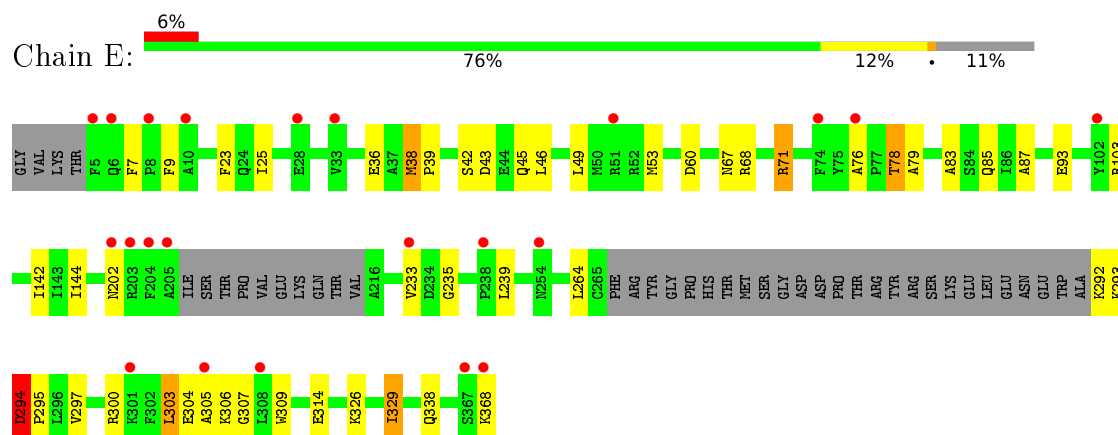 6%
Chain E:
76% 12% • 11%
GLY VAL LYS THR F5 Q6 F7 P8 F9 A10 F23 Q24 I25 E28 V33 E36 A37 M38 P39 S42 D43 E44 Q45 L46 L49 M50 R51 R52 M53 D60 N67 R68 R71 F74 Y75 A76 P77 T78 A79 A83 S84 Q85 I86 A87 E93 Y102 R103
I142 I143 I144 N202 R203 F204 A205 ILE SER THR PRO VAL GLU LYS GLN THR VAL A216 V233 D234 G235 P238 L239 N254 L264 C265 PHE ARG TYR GLY PRO HIS THR MET SER GLY ASP ASP PRO THR ARG TYR ARG SER LYS GLU LEU GLU ASN GLU TRP ALA K292 K293
D294 P295 L296 V297 R300 K301 F302 L303 E304 A305 K306 G307 L308 W309 E314 K326 I329 Q338 S367 K368